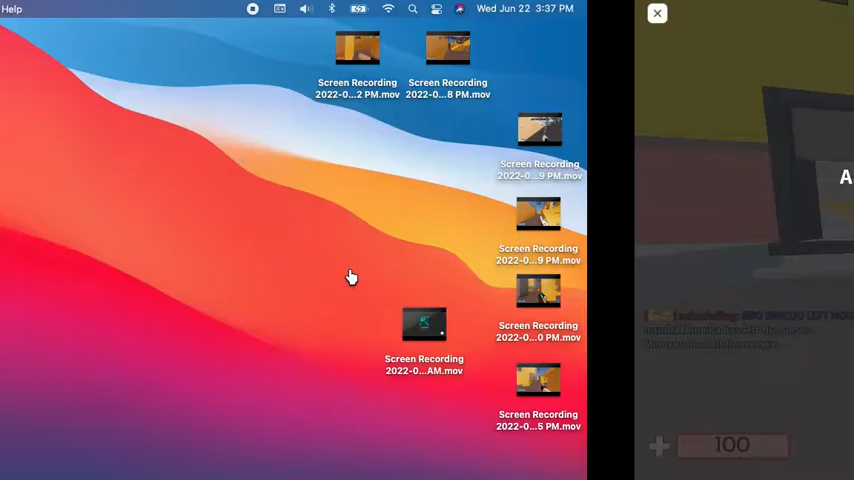 Help
Wed Jun 22 3:37 PM
Screen Recording
2022-0...2 PM.mov
Screen Recording
2022-0...8 PM.mov
Screen Recording
2022-0...9 PM.mov
Screen Recording
2022-0...9 PM.mov
Screen Recording
2022-0...0 PM.mov
Screen Recording
2022-0...AM.mov
Screen Recording
2022-0...5 PM.mov
A
100